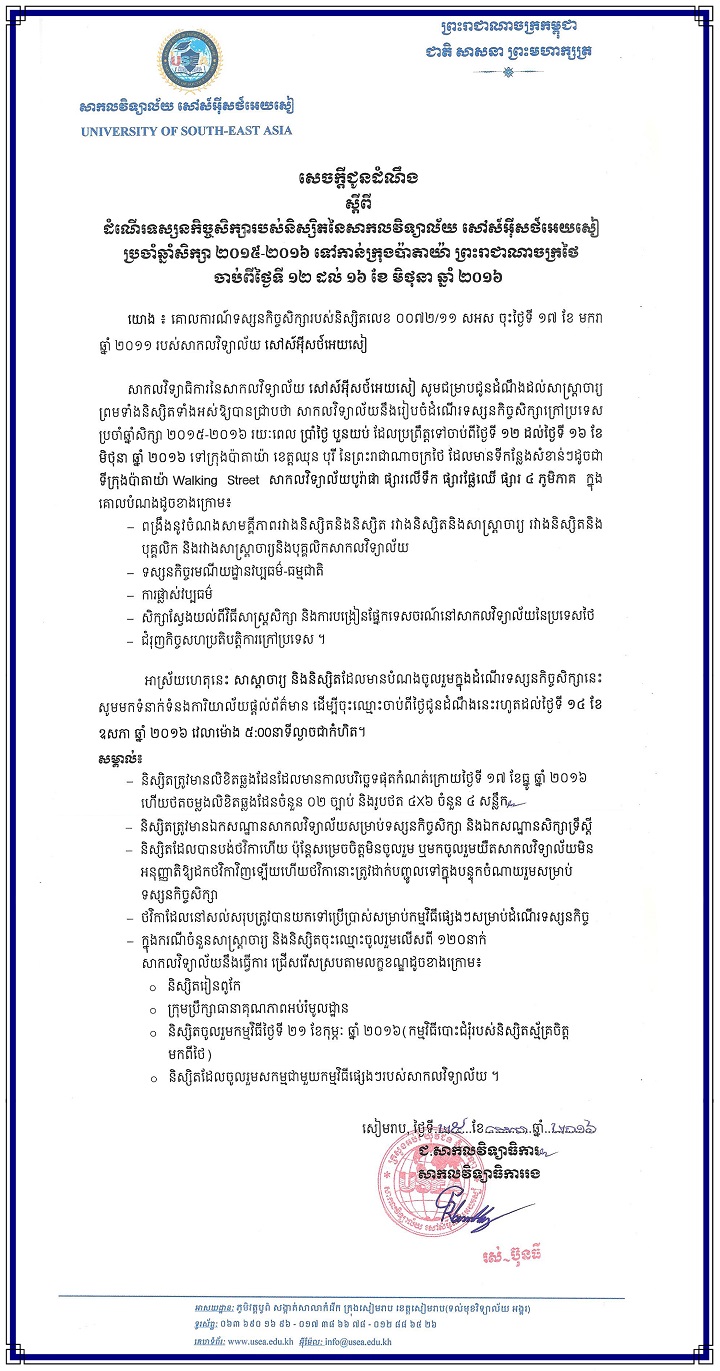 ព្រះរាជាណាចក្រកម្ពុជា
ជាតិ សាសនា ព្រះមហាក្សត្រ
USEA
សាកលវិទ្យាល័យ សៅស៍អ៊ីសថ៍អេយសៀ
UNIVERSITY OF SOUTH-EAST ASIA
សេចក្តីជូនដំណឹង
ស្តីពី
ដំណើរទស្សនកិច្ចសិក្សារបស់និស្សិតនៃសាកលវិទ្យាល័យ សៅស៍អ៊ីសថ៍អេយសៀ
ប្រចាំឆ្នាំសិក្សា ២០១៥-២០១៦ ទៅកាន់ក្រុងប៉ាតាយ៉ា ព្រះរាជាណាចក្រថៃ
ចាប់ពីថ្ងៃទី ១២ ដល់ ១៦ ខែ មិថុនា ឆ្នាំ ២០១៦
យោង ៖ គោលការណ៍ទស្សនកិច្ចសិក្សារបស់និស្សិតលេខ ០០៧២/១១ សអស ចុះថ្ងៃទី ១៧ ខែ មករា
ឆ្នាំ ២០១១ របស់សាកលវិទ្យាល័យ សៅស៍អ៊ីសថ៍អេយសៀ
សាកលវិទ្យាធិការនៃសាកលវិទ្យាល័យ សៅស៍អ៊ីសថ៍អេយសៀ សូមជម្រាបជូនដំណឹងដល់សាស្រ្តាចារ្យ
ព្រមទាំងនិស្សិតទាំងអស់ឱ្យបានជ្រាបថា សាកលវិទ្យាល័យនឹងរៀបចំដំណើរទស្សនកិច្ចសិក្សាក្រៅប្រទេស
ប្រចាំឆ្នាំសិក្សា ២០១៥-២០១៦ រយៈពេល ប្រាំថ្ងៃ បួនយប់ ដែលប្រព្រឹត្តទៅចាប់ពីថ្ងៃទី ១២ ដល់ថ្ងៃទី ១៦ ខែ
មិថុនា ឆ្នាំ ២០១៦ ទៅក្រុងប៉ាតាយ៉ា ខេត្តឈុន បុរី នៃព្រះរាជាណាចក្រថៃ ដែលមានទីកន្លែងសំខាន់ៗដូចជា
ទីក្រុងប៉ាតាយ៉ា Walking Street សាកលវិទ្យាល័យបូរ៉ាផា ផ្សារលើទឹក ផ្សារផ្លែឈើ ផ្សារ ៤ ភូមិភាគ ក្នុង
គោលបំណងដូចខាងក្រោម៖
– ពង្រឹងនូវចំណងសាមគ្គីភាពរវាងនិស្សិតនិងនិស្សិត រវាងនិស្សិតនិងសាស្រ្តាចារ្យ រវាងនិស្សិតនិង
បុគ្គលិក និងរវាងសាស្រ្តាចារ្យនិងបុគ្គលិកសាកលវិទ្យាល័យ
– ទស្សនកិច្ចរមណីយដ្ឋានវប្បធម៌-ធម្មជាតិ
– ការផ្លាស់វប្បធម៌
– សិក្សាស្វែងយល់ពីវិធីសាស្រ្តសិក្សា និងការបង្រៀនផ្នែកទេសចរណ៍នៅសាកលវិទ្យាល័យនៃប្រទេសថៃ
– ជំរុញកិច្ចសហប្រតិបត្តិការក្រៅប្រទេស ។
អាស្រ័យហេតុនេះ សាស្តាចារ្យ និងនិស្សិតដែលមានបំណងចូលរួមក្នុងដំណើរទស្សនកិច្ចសិក្សានេះ
សូមមកទំនាក់ទំនងការិយាល័យផ្តល់ព័ត៌មាន ដើម្បីចុះឈ្មោះចាប់ពីថ្ងៃជូនដំណឹងនេះរហូតដល់ថ្ងៃទី ១៤ ខែ
ឧសភា ឆ្នាំ ២០១៦ វេលាម៉ោង ៥:00នាទីល្ងាចជាកំហិត។
សម្គាល់៖
– និស្សិតត្រូវមានលិខិតឆ្លងដែនដែលមានកាលបរិច្ឆេទផុតកំណត់ក្រោយថ្ងៃទី ១៧ ខែធ្នូ ឆ្នាំ ២០១៦
ហើយថតចម្លងលិខិតឆ្លងដែនចំនួន ០២ ច្បាប់ និងរូបថត ៤X៦ ចំនួន ៤ សន្លឹក
– និស្សិតត្រូវមានឯកសណ្ឋានសាកលវិទ្យាល័យសម្រាប់ទស្សនកិច្ចសិក្សា និងឯកសណ្ឋានសិក្សាទ្រឹស្តី
– និស្សិតដែលបានបង់ថវិកាហើយ ប៉ុន្តែសម្រេចចិត្តមិនចូលរួម ឬមកចូលរួមយឺតសាកលវិទ្យាល័យមិន
អនុញ្ញាតិឱ្យដកថវិកាវិញឡើយហើយថវិកានោះត្រូវដាក់បញ្ចូលទៅក្នុងបន្ទុកចំណាយរួមសម្រាប់
ទស្សនកិច្ចសិក្សា
– ថវិកាដែលនៅសល់សរុបត្រូវបានយកទៅប្រើប្រាស់សម្រាប់កម្មវិធីផ្សេងៗសម្រាប់ដំណើរទស្សនកិច្ច
– ក្នុងករណីចំនួនសាស្រ្តាចារ្យ និងនិស្សិតចុះឈ្មោះចូលរួមលើសពី ១២០នាក់
សាកលវិទ្យាល័យនឹងធ្វើការ ជ្រើសរើសស្របតាមលក្ខខណ្ឌដូចខាងក្រោម៖
o និស្សិតរៀនពូកែ
o ក្រុមប្រឹក្សាធានាគុណភាពអប់រំមូលដ្ឋាន
o និស្សិតចូលរួមកម្មវិធីថ្ងៃទី ២១ ខែកុម្ភៈ ឆ្នាំ ២០១៦(កម្មវិធីបោះជំរុំរបស់និស្សិតស្ម័គ្រចិត្ត
មកពីថៃ)
o និស្សិតដែលចូលរួមសកម្មជាមួយកម្មវិធីផ្សេងៗរបស់សាកលវិទ្យាល័យ ។
សៀមរាប, ថ្ងៃទី ២៥ ខែ ឆ្នាំ ២០១៦
ជ.សាកលវិទ្យាធិការ
សាកលវិទ្យាធិការរង
រស់ ប៊ុនធី
អាសយដ្ឋាន: ភូមិវត្តបូព៌ សង្កាត់សាលាកំរើក ក្រុងសៀមរាប ខេត្តសៀមរាប(ទល់មុខវិទ្យាល័យ អង្គរ)
ទូរស័ព្ទ: ០៦៣ ៦៩០ ១៦ ៩៦ - ០១៧ ៣៨ ៦៦ ៧៨ - ០១២ ៨៨ ៦៩ ២៦
គេហទំព័រ: www.usea.edu.kh អ៊ីម៉ែល: info@usea.edu.kh